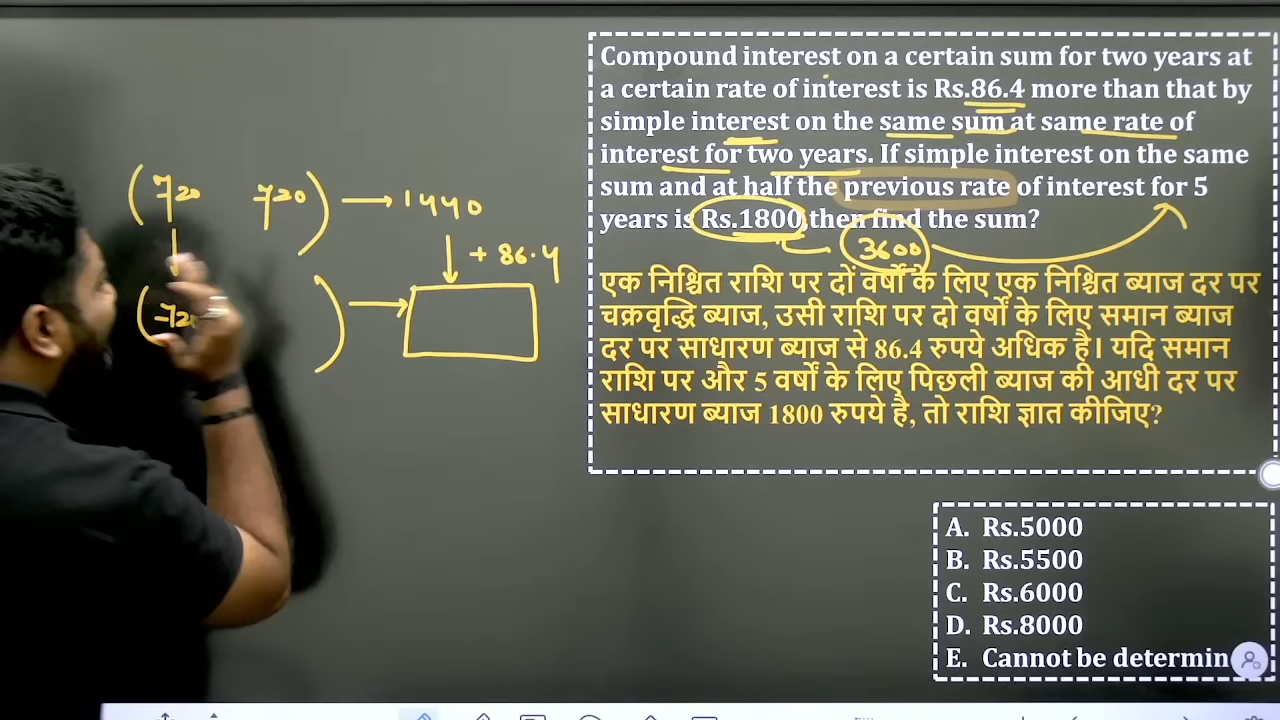 Compound interest on a certain sum for two years at
a certain rate of interest is Rs.86.4 more than that by
simple interest on the same sum at same rate of
interest for two years. If simple interest on the same
sum and at half the previous rate of interest for 5
years is Rs.1800 then find the sum?
3600
एक निश्चित राशि पर दो वर्षों के लिए एक निश्चित ब्याज दर पर
चक्रवृद्धि ब्याज, उसी राशि पर दो वर्षों के लिए समान ब्याज
दर पर साधारण ब्याज से 86.4 रुपये अधिक है। यदि समान
राशि पर और 5 वर्षों के लिए पिछली ब्याज की आधी दर पर
साधारण ब्याज 1800 रुपये है, तो राशि ज्ञात कीजिए?
(720 720) → 1440
+ 86.4
(720 )
A. Rs.5000
B. Rs.5500
C. Rs.6000
D. Rs.8000
E. Cannot be determin